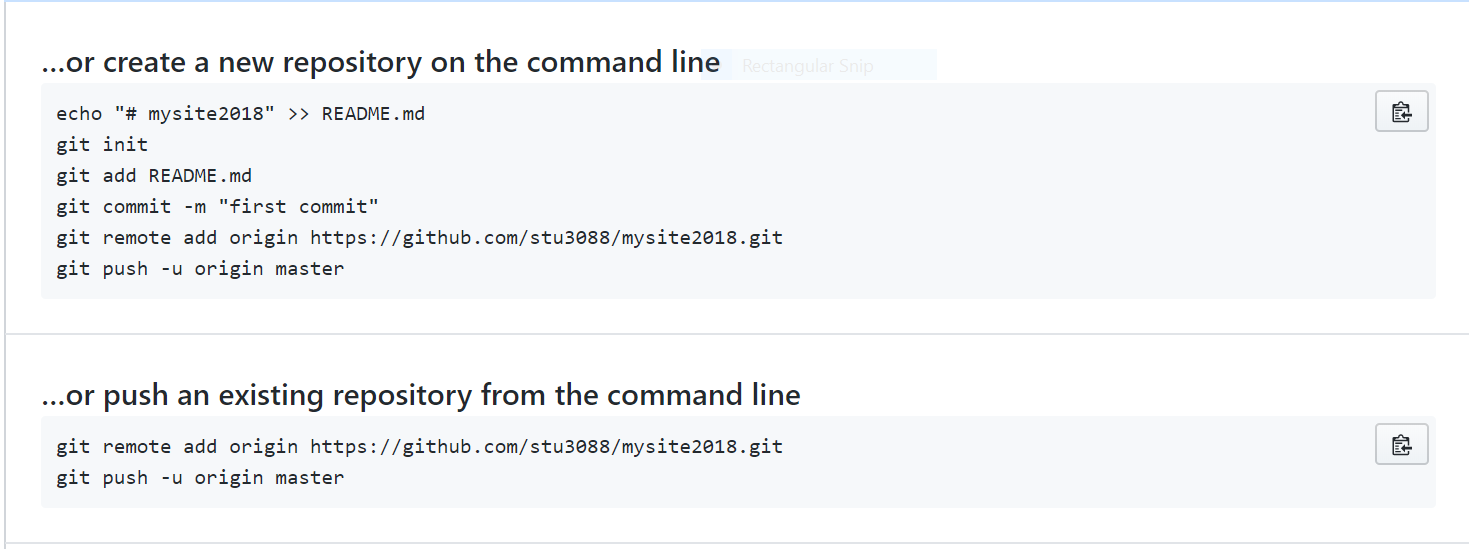 ...or create a new repository on the command line
Rectangular Snip
echo "# mysite2018" >> README.md
git init
git add README.md
git commit -m "first commit"
git remote add origin https://github.com/stu3088/mysite2018.git
git push -u origin master
...or push an existing repository from the command line
git remote add origin https://github.com/stu3088/mysite2018.git
git push -u origin master